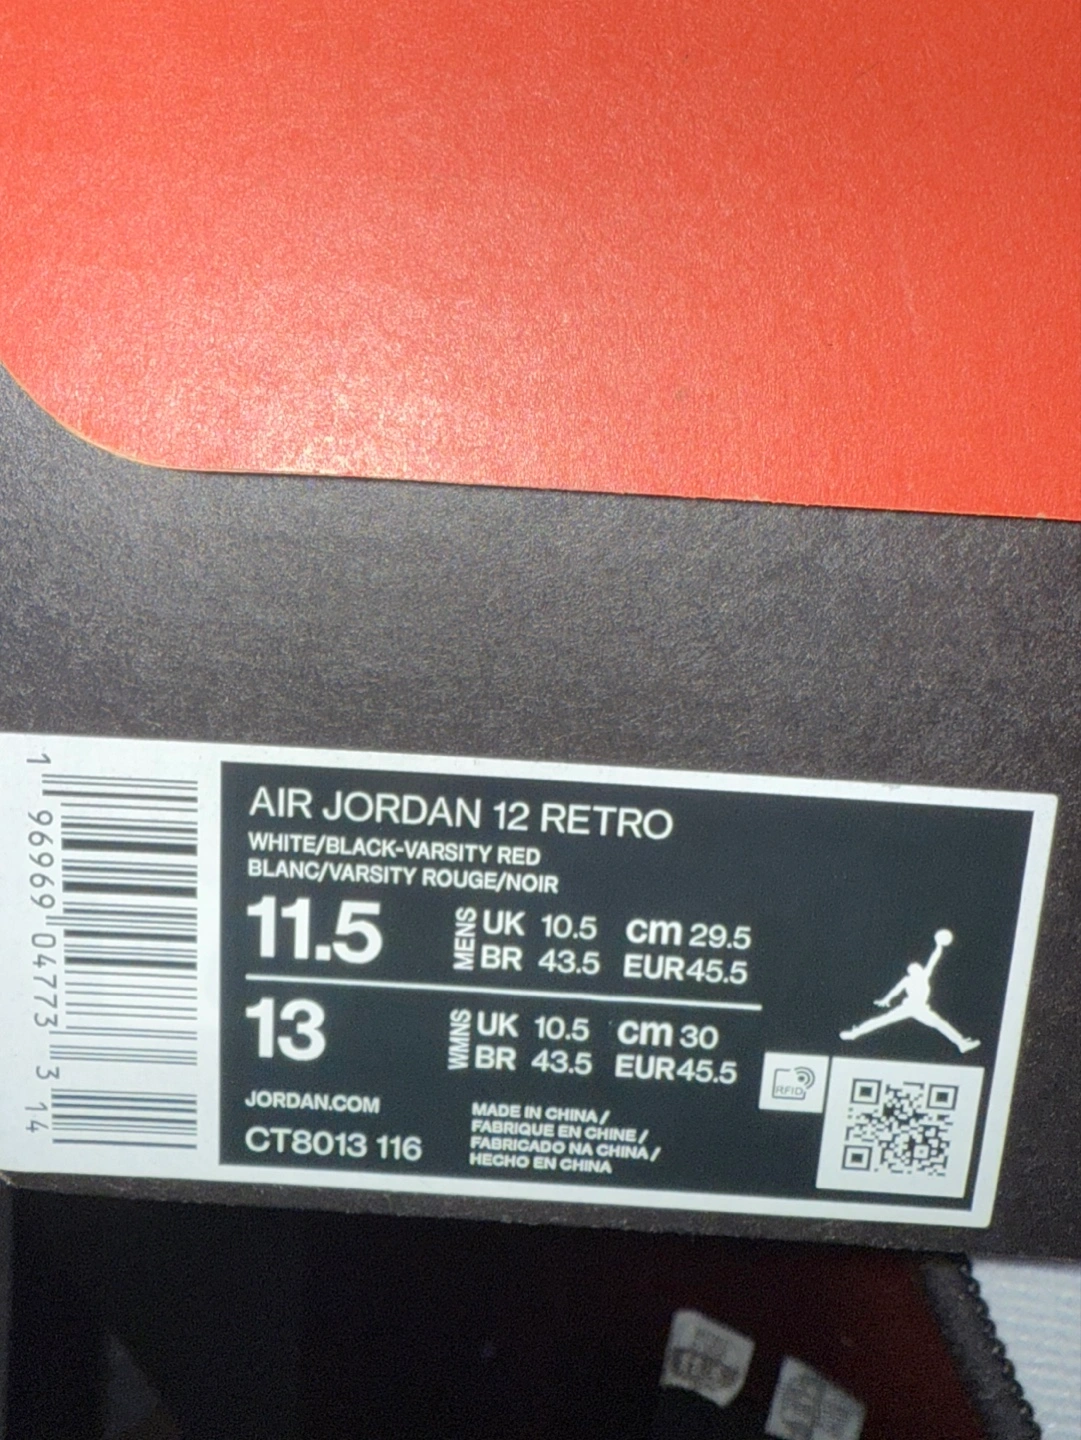 AIR JORDAN 12 RETRO
WHITE/BLACK-VARSITY RED
BLANC/VARSITY ROUGE/NOIR
11.5 MENS UK 10.5 cm 29.5
BR 43.5 EUR 45.5
13 WMNS UK 10.5 cm 30
BR 43.5 EUR 45.5
RFID
JORDAN.COM
CT8013 116
MADE IN CHINA /
FABRIQUE EN CHINE /
FABRICADO NA CHINA /
HECHO EN CHINA
1 96969 04773 3 14